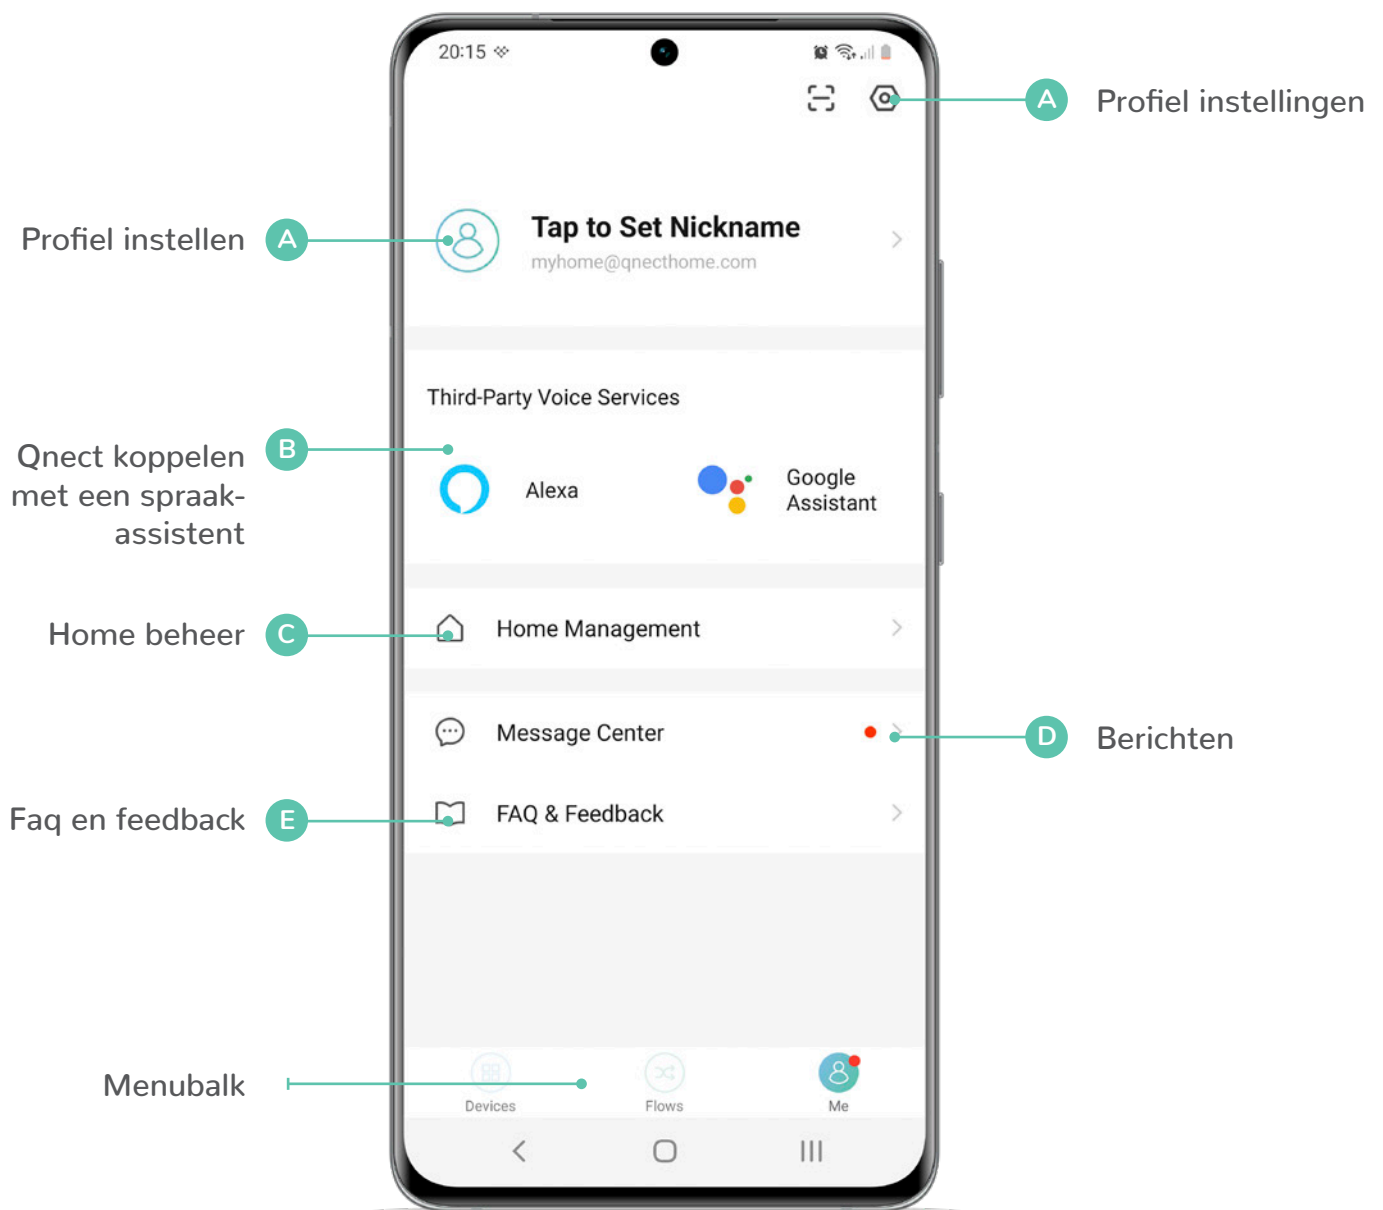 20:15
A Profiel instellingen
Profiel instellen A
Tap to Set Nickname
myhome@qnecthome.com
Third-Party Voice Services
B
Qnect koppelen
met een spraak-
assistent
Alexa
Google
Assistant
Home beheer C
Home Management
Message Center
D Berichten
Faq en feedback E
FAQ & Feedback
Menubalk
Devices
Flows
Me